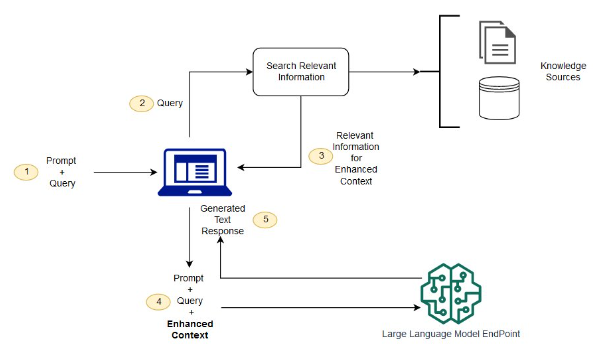 Search Relevant
Information
Knowledge
Sources
2
Query
1
Prompt
+
Query
3
Relevant
Information
for
Enhanced
Context
Generated
Text
Response
5
4
Prompt
+
Query
+
Enhanced
Context
Large Language Model EndPoint